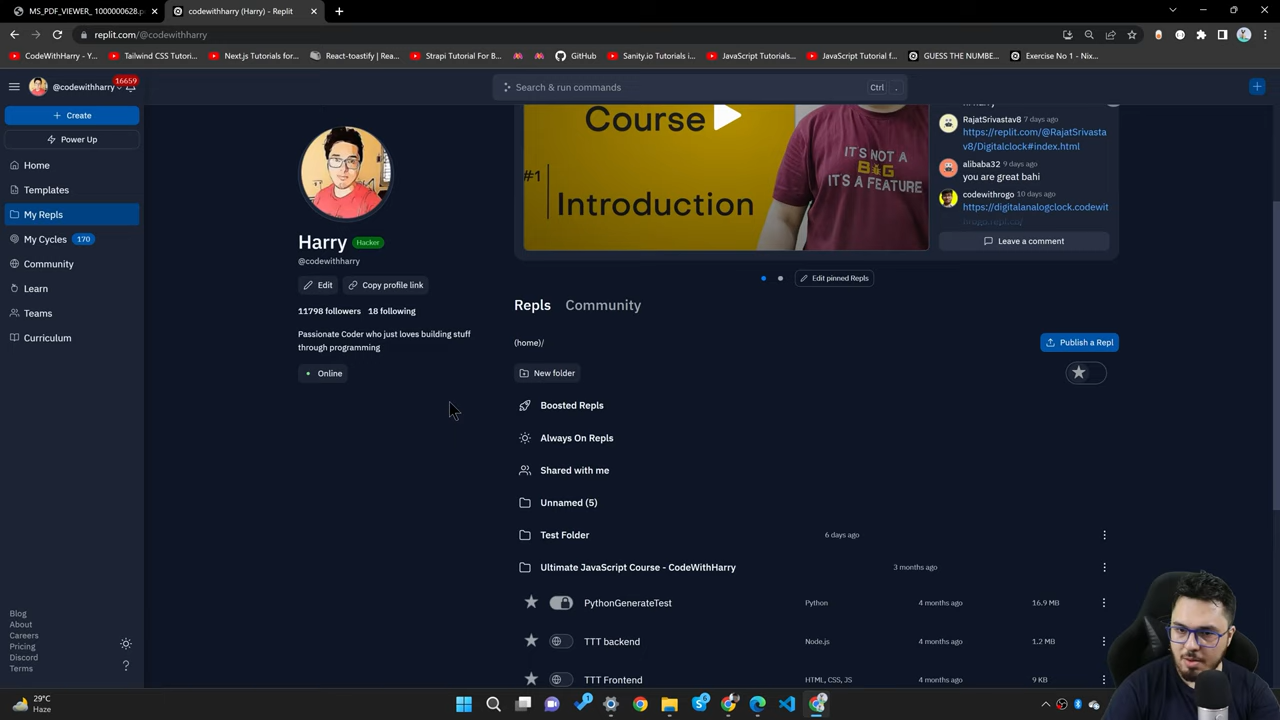 MS_PDF_VIEWER_ 1000000628.p
codewithharry (Harry) - Replit
replit.com/@codewithharry
CodeWithHarry - Y...
Tailwind CSS Tutori...
Next.js Tutorials for...
React-toastify | Rea...
Strapi Tutorial For B...
GitHub
Sanity.io Tutorials i...
JavaScript Tutorials...
JavaScript Tutorial f...
GUESS THE NUMBE...
Exercise No 1 - Nix...
@codewithharry
16659
Search & run commands
Ctrl
.
Create
Power Up
Home
Templates
My Repls
My Cycles 170
Community
Learn
Teams
Curriculum
Blog
About
Careers
Pricing
Discord
Terms
?
Harry Hacker
@codewithharry
Edit
Copy profile link
11798 followers 18 following
Passionate Coder who just loves building stuff
through programming
Online
Course
#1
Introduction
IT'S NOT A
BUG
IT'S A FEATURE
RajatSrivastav8 7 days ago
https://replit.com/@RajatSrivasta
v8/Digitalclock#index.html
alibaba32 9 days ago
you are great bahi
codewithrogo 10 days ago
https://digitalanalogclock.codewit
Leave a comment
Edit pinned Repls
Repls Community
(home)/
Publish a Repl
New folder
Boosted Repls
Always On Repls
Shared with me
Unnamed (5)
Test Folder 6 days ago
Ultimate JavaScript Course - CodeWithHarry 3 months ago
PythonGenerateTest Python 4 months ago 16.9 MB
TTT backend Node.js 4 months ago 1.2 MB
TTT Frontend HTML, CSS, JS 4 months ago 9 KB
29°C
Haze